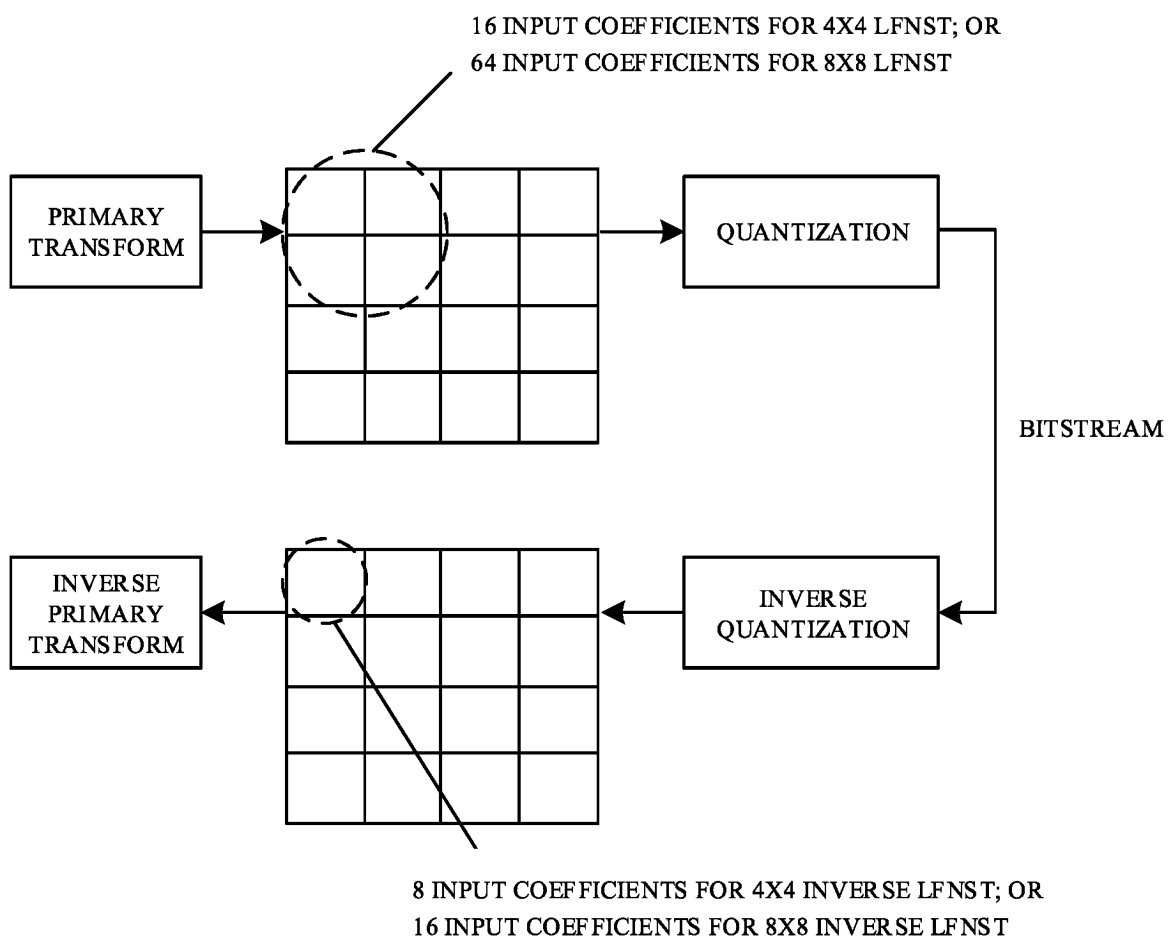 16 INPUT COEFFICIENTS FOR 4X4 LFNST; OR
64 INPUT COEFFICIENTS FOR 8X8 LFNST
PRIMARY
TRANSFORM
QUANTIZATION
BITSTREAM
INVERSE
PRIMARY
TRANSFORM
INVERSE
QUANTIZATION
8 INPUT COEFFICIENTS FOR 4X4 INVERSE LFNST; OR
16 INPUT COEFFICIENTS FOR 8X8 INVERSE LFNST